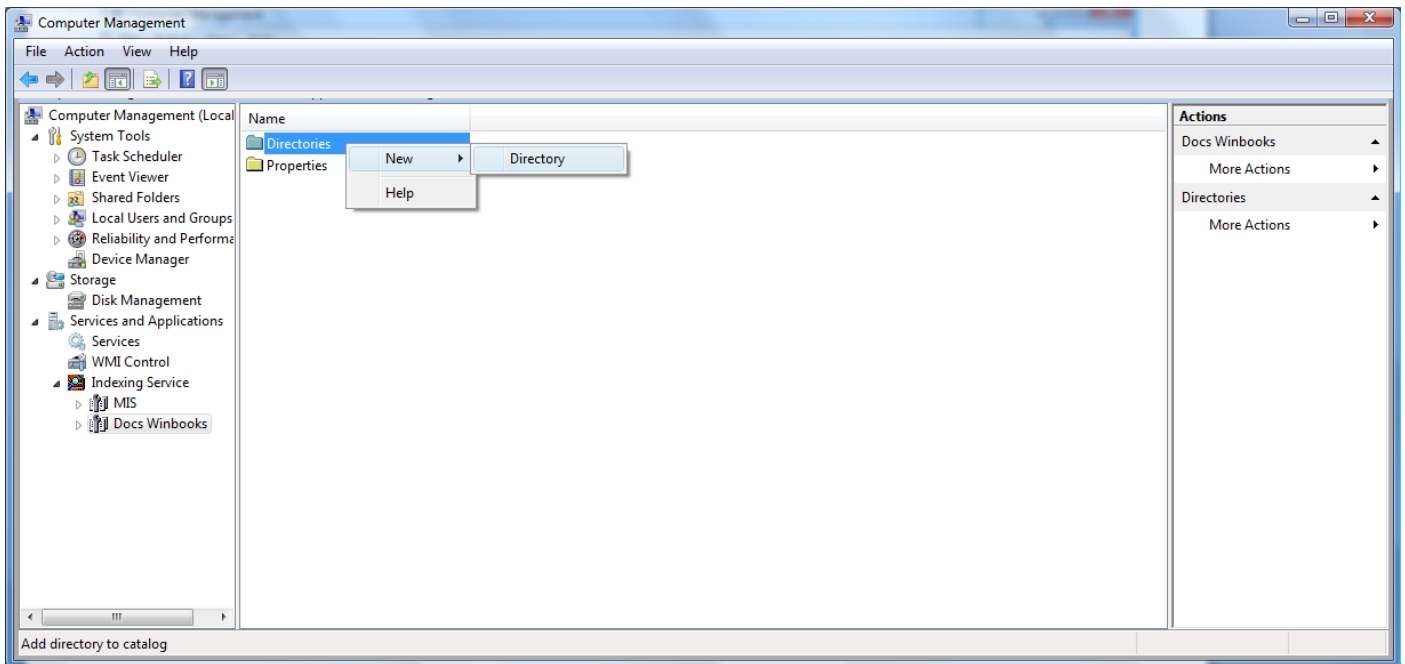 Computer Management
File Action View Help
Computer Management (Local
System Tools
Task Scheduler
Event Viewer
Shared Folders
Local Users and Groups
Reliability and Performa
Device Manager
Storage
Disk Management
Services and Applications
Services
WMI Control
Indexing Service
MIS
Docs Winbooks
Name
Directories
Properties
New
Help
Directory
Actions
Docs Winbooks
More Actions
Directories
More Actions
Add directory to catalog